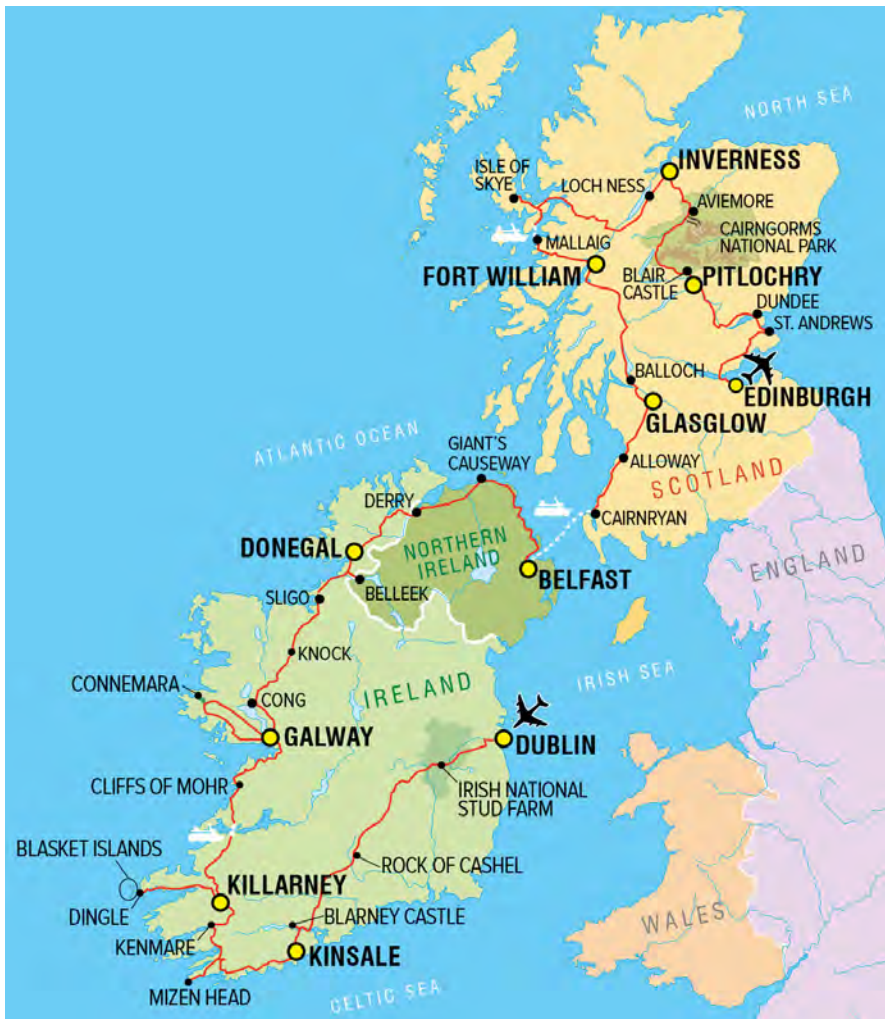 NORTH SEA
INVERNESS
ISLE OF
SKYE
LOCH NESS
AVIEMORE
CAIRNGORMS
NATIONAL PARK
MALLAIG
FORT WILLIAM
BLAIR
CASTLE
PITLOCHRY
DUNDEE
ST. ANDREWS
BALLOCH
EDINBURGH
GLASGLOW
ATLANTIC OCEAN
GIANT'S
CAUSEWAY
ALLOWAY
SCOTLAND
DERRY
CAIRNRYAN
DONEGAL
NORTHERN
IRELAND
ENGLAND
BELFAST
BELLEEK
SLIGO
KNOCK
IRISH SEA
CONNEMARA
IRELAND
CONG
GALWAY
DUBLIN
CLIFFS OF MOHR
IRISH NATIONAL
STUD FARM
BLASKET ISLANDS
ROCK OF CASHEL
KILLARNEY
DINGLE
BLARNEY CASTLE
WALES
KENMARE
KINSALE
MIZEN HEAD
CELTIC SEA